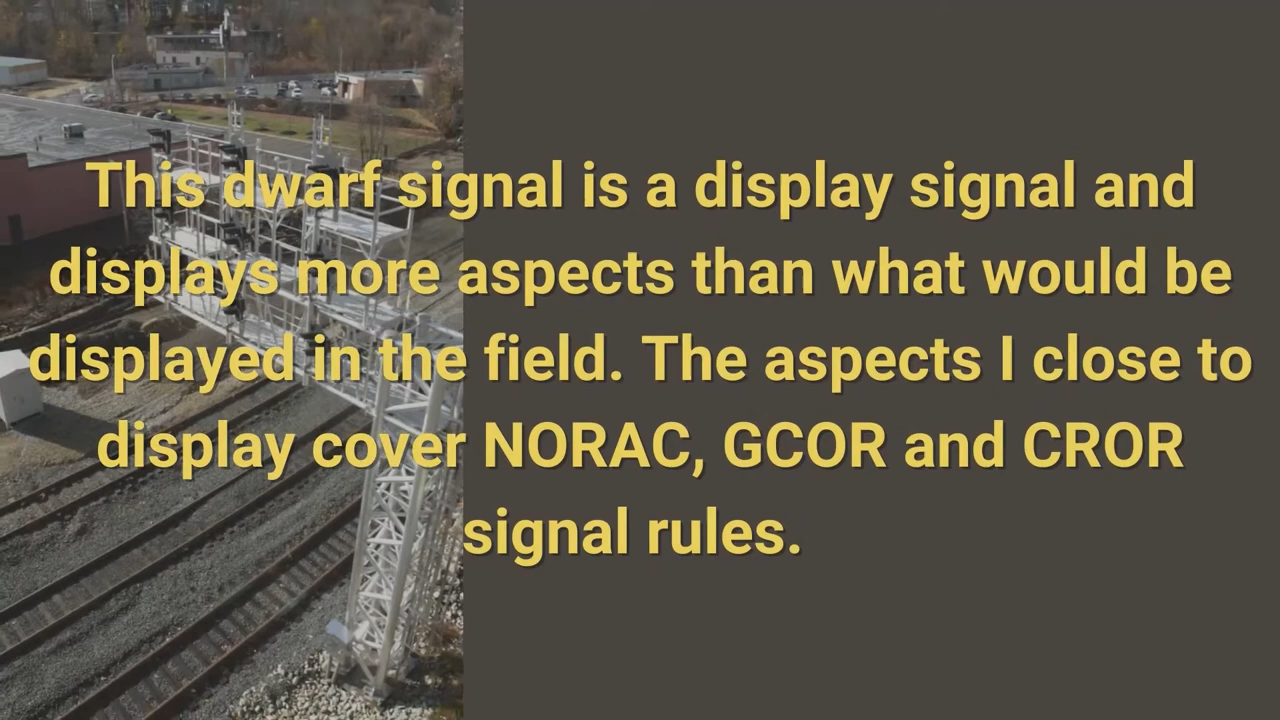 This dwarf signal is a display signal and
displays more aspects than what would be
displayed in the field. The aspects I close to
display cover NORAC, GCOR and CROR
signal rules.